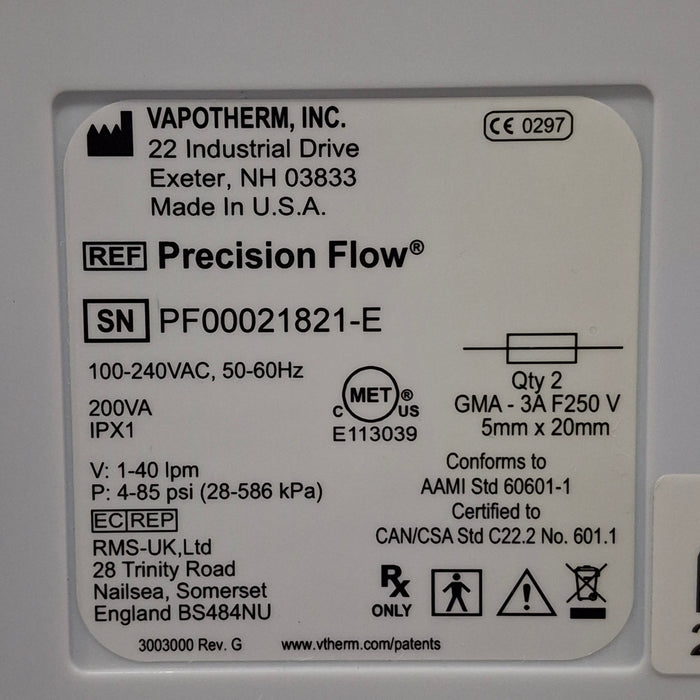 VAPOTHERM, INC.
22 Industrial Drive
Exeter, NH 03833
Made In U.S.A.
CE 0297
REF Precision Flow®
SN PF00021821-E
100-240VAC, 50-60Hz
200VA
IPX1
C MET ® US
E113039
Qty 2
GMA - 3A F250 V
5mm x 20mm
V: 1-40 lpm
P: 4-85 psi (28-586 kPa)
EC REP
RMS-UK,Ltd
28 Trinity Road
Nailsea, Somerset
England BS484NU
Conforms to
AAMI Std 60601-1
Certified to
CAN/CSA Std C22.2 No. 601.1
Rx
ONLY
3003000 Rev. G
www.vtherm.com/patents